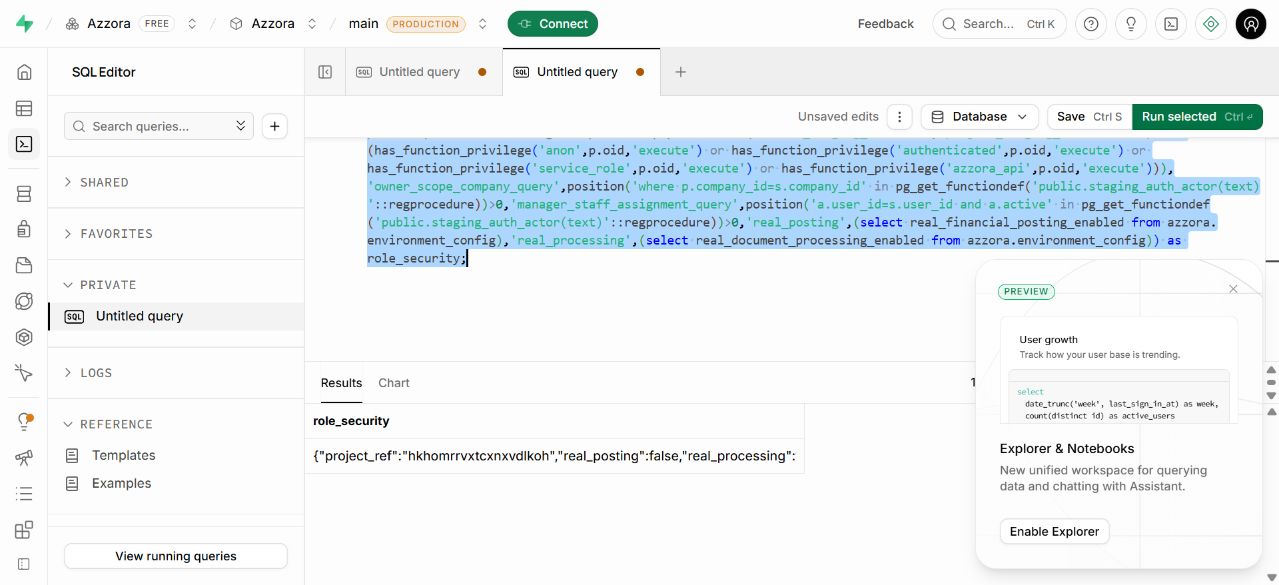 Azzora FREE / Azzora / main PRODUCTION Connect Feedback Search... Ctrl K
SQL Editor
Untitled query
Untitled query
Search queries...
SHARED
FAVORITES
PRIVATE
SQL Untitled query
LOGS
REFERENCE
Templates
Examples
View running queries
Unsaved edits Database Save Ctrl S Run selected Ctrl ↵
(has_function_privilege('anon',p.oid,'execute') or has_function_privilege('authenticated',p.oid,'execute') or
has_function_privilege('service_role',p.oid,'execute') or has_function_privilege('azzora_api',p.oid,'execute'))),
'owner_scope_company_query',position('where p.company_id=s.company_id' in pg_get_functiondef('public.staging_auth_actor(text)
'::regprocedure))>0,'manager_staff_assignment_query',position('a.user_id=s.user_id and a.active' in pg_get_functiondef
('public.staging_auth_actor(text)'::regprocedure))>0,'real_posting',(select real_financial_posting_enabled from azzora.
environment_config),'real_processing',(select real_document_processing_enabled from azzora.environment_config)) as
role_security;
Results Chart 1
role_security
{"project_ref":"hkhomrrvxtcxnxvdlkoh","real_posting":false,"real_processing":
PREVIEW
User growth
Track how your user base is trending.
select
date_trunc('week', last_sign_in_at) as week,
count(distinct id) as active_users
Explorer & Notebooks
New unified workspace for querying
data and chatting with Assistant.
Enable Explorer